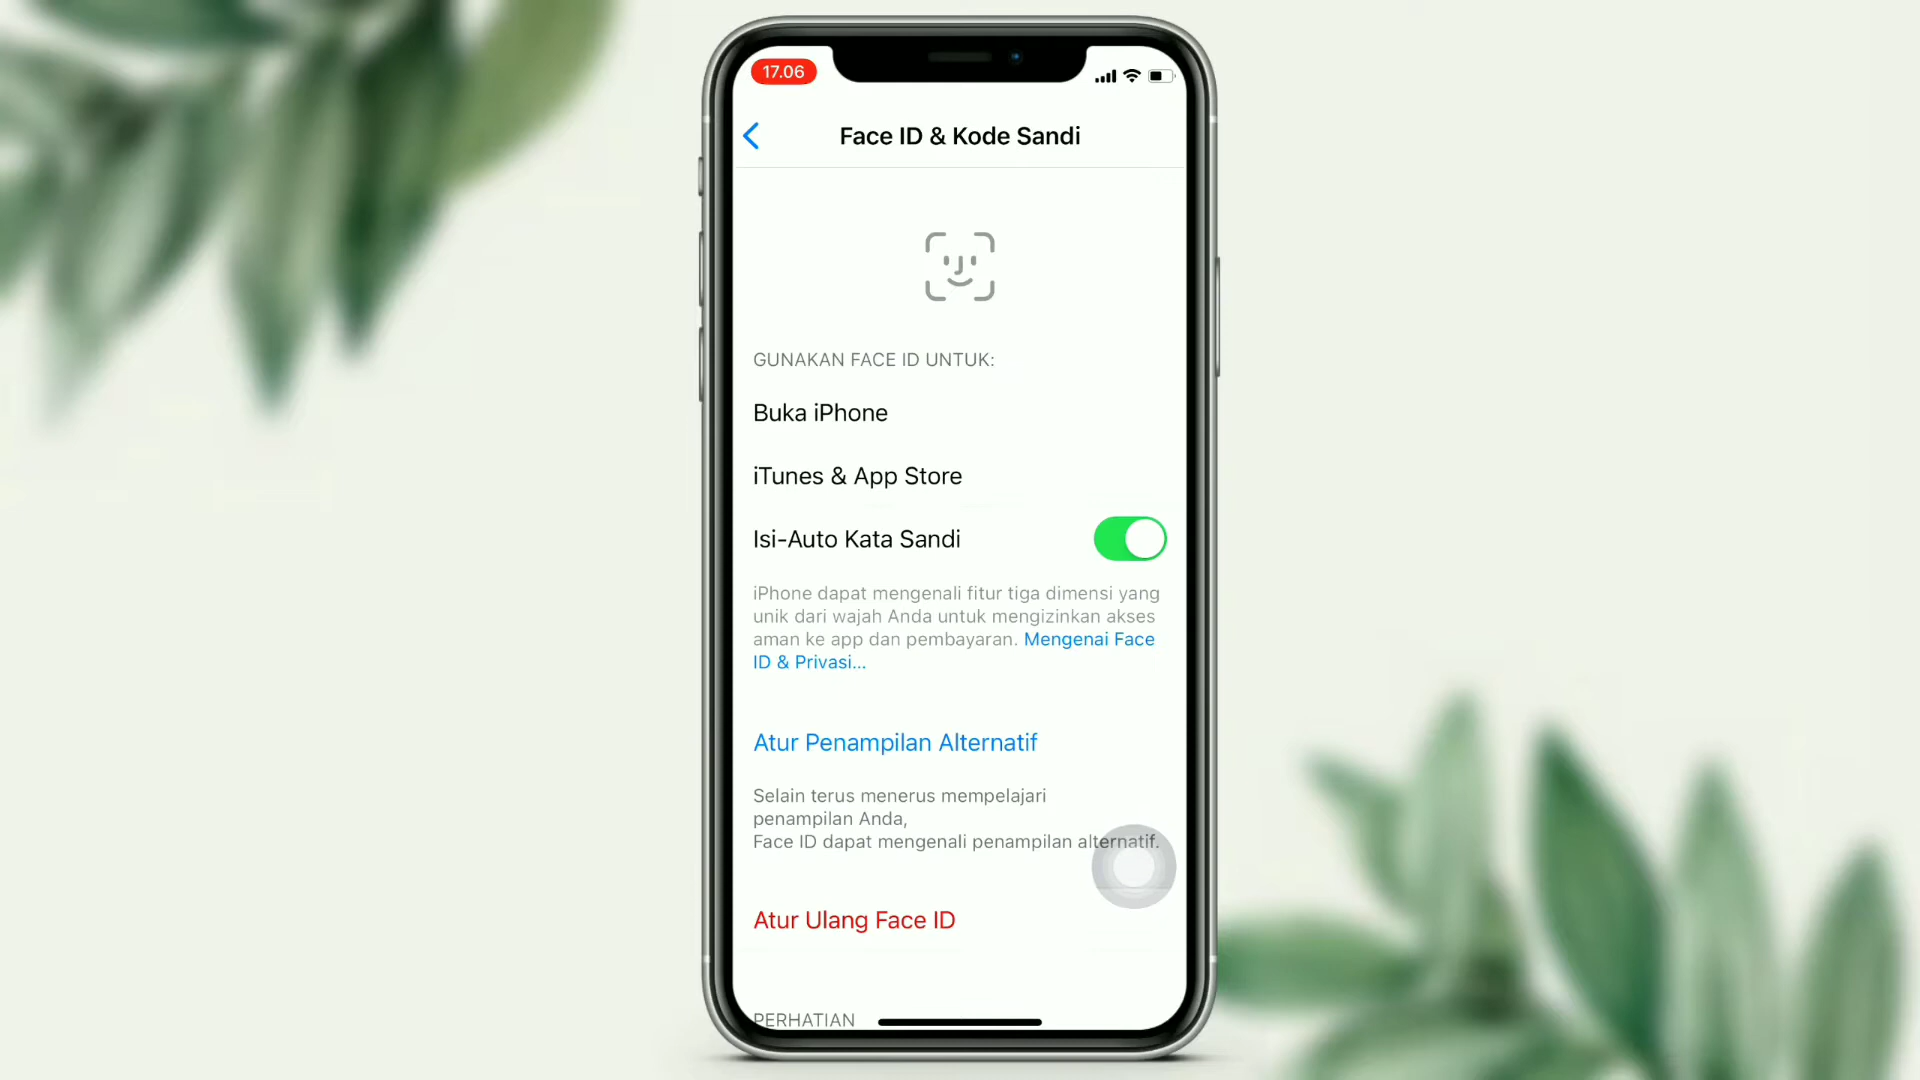 17.06
Face ID & Kode Sandi
GUNAKAN FACE ID UNTUK:
Buka iPhone
iTunes & App Store
Isi-Auto Kata Sandi
iPhone dapat mengenali fitur tiga dimensi yang
unik dari wajah Anda untuk mengizinkan akses
aman ke app dan pembayaran. Mengenai Face
ID & Privasi...
Atur Penampilan Alternatif
Selain terus menerus mempelajari
penampilan Anda,
Face ID dapat mengenali penampilan alternatif.
Atur Ulang Face ID
PERHATIAN